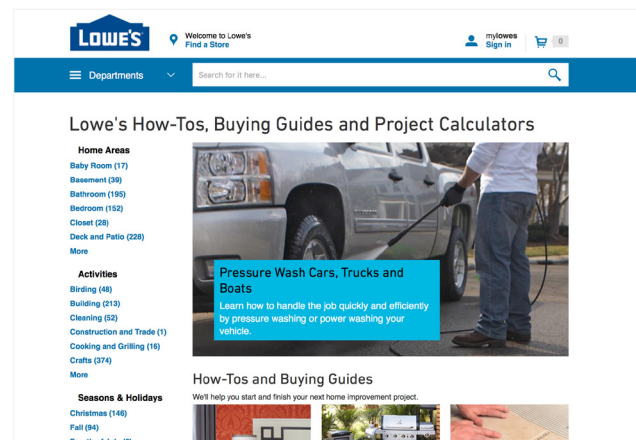 LOWE'S
Welcome to Lowe's
Find a Store
mylowes
Sign in
0
Departments
Search for it here...
Lowe's How-Tos, Buying Guides and Project Calculators
Home Areas
Baby Room (17)
Basement (39)
Bathroom (195)
Bedroom (152)
Closet (28)
Deck and Patio (228)
More
Activities
Birding (48)
Building (213)
Cleaning (52)
Construction and Trade (1)
Cooking and Grilling (16)
Crafts (374)
More
Seasons & Holidays
Christmas (146)
Fall (94)
Pressure Wash Cars, Trucks and
Boats
Learn how to handle the job quickly and efficiently
by pressure washing or power washing your
vehicle.
How-Tos and Buying Guides
We'll help you start and finish your next home improvement project.